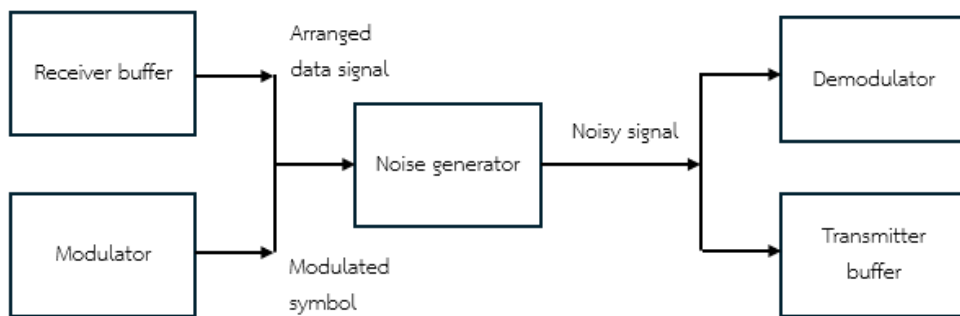 Receiver buffer
Arranged
data signal
Demodulator
Noise generator
Noisy signal
Modulator
Modulated
symbol
Transmitter
buffer